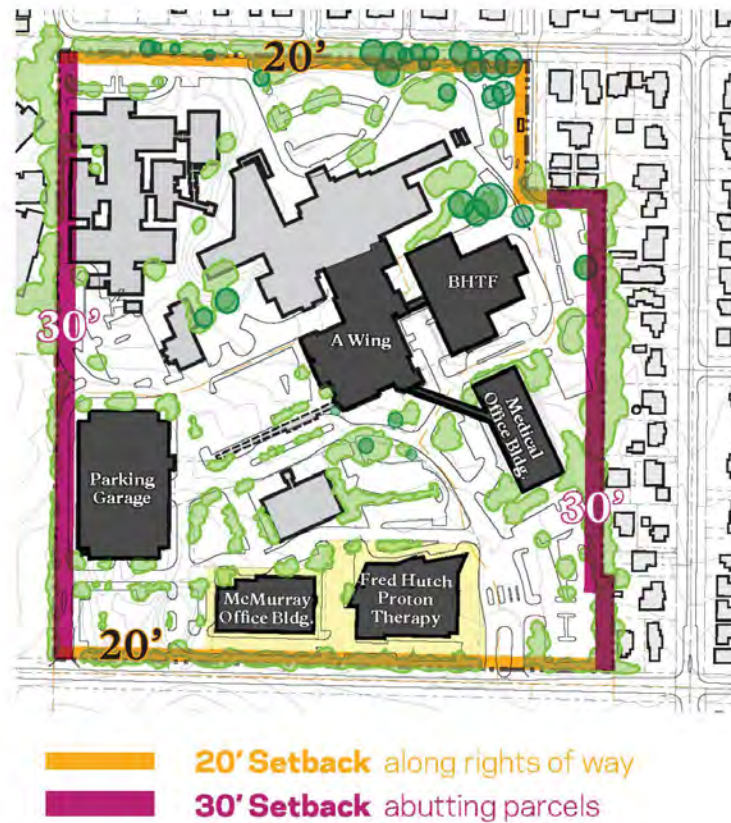 20'
BHTF
30'
A Wing
Medical
Office Bldg.
Parking
Garage
30'
McMurray
Office Bldg.
Fred Hutch
Proton
Therapy
20'
20' Setback along rights of way
30' Setback abutting parcels